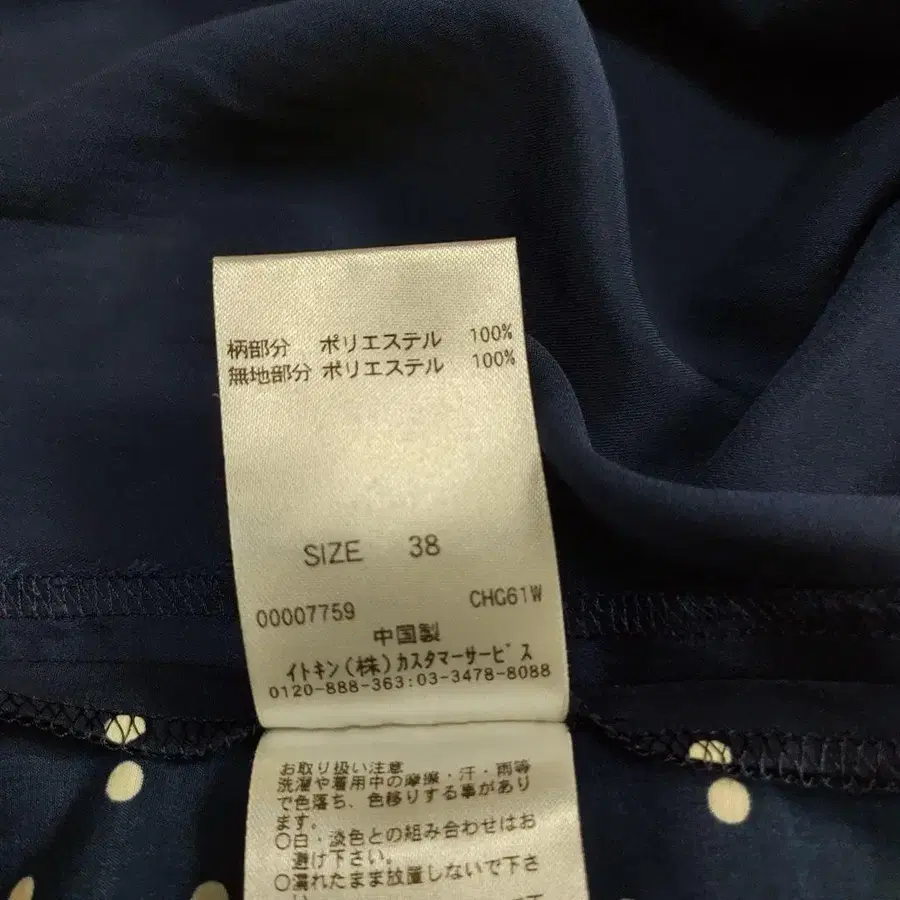 柄部分 ポリエステル 100%
無地部分 ポリエステル 100%
SIZE 38
00007759 CHG61W
中国製
イトキン(株)カスタマーサービス
0120-888-363:03-3478-8088
お取り扱い注意
洗濯や着用中の摩擦・汗・雨等
で色落ち、色移りする事があり
ます。
○白・淡色との組み合わせはお
避け下さい。
○濡れたまま放置しないで下さ
い。